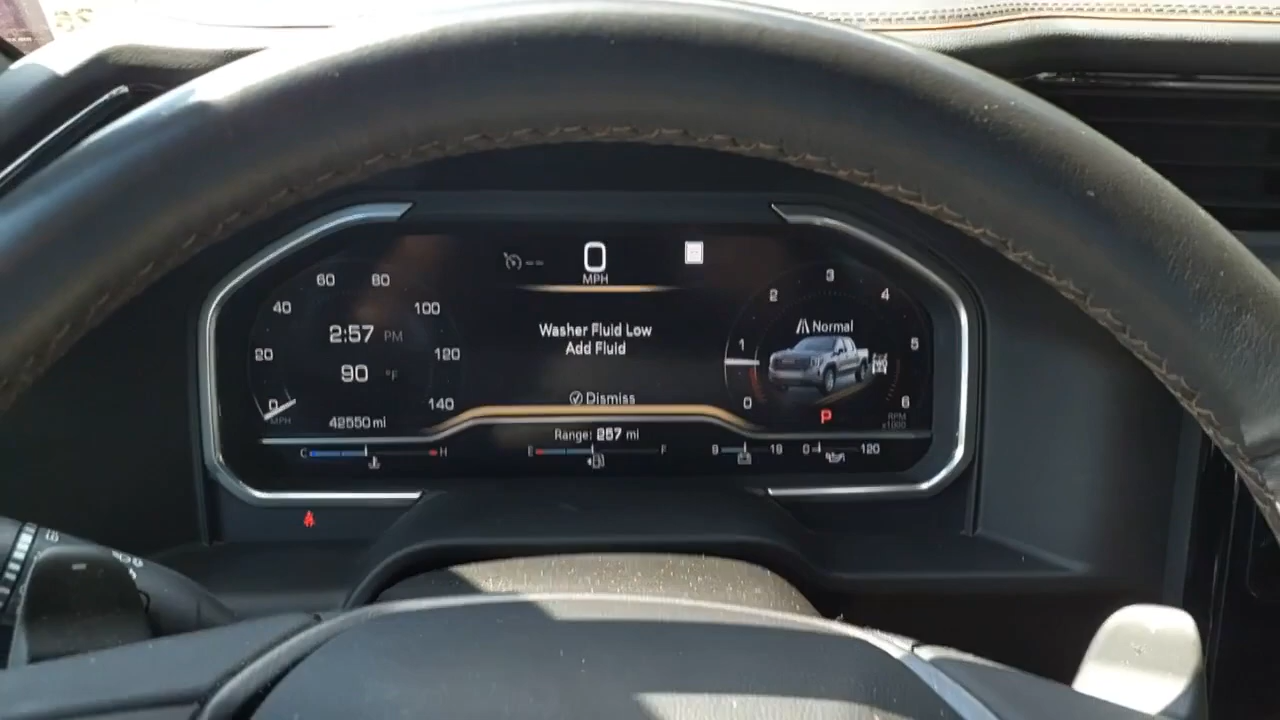 0
MPH
60 80
40 100
20 120
0 140
MPH
2:57 PM
90 °F
42550 mi
Washer Fluid Low
Add Fluid
Dismiss
3
2 4
1 5
0 6
Normal
P
RPM
x1000
Range: 257 mi
C H
E F
19
0 120